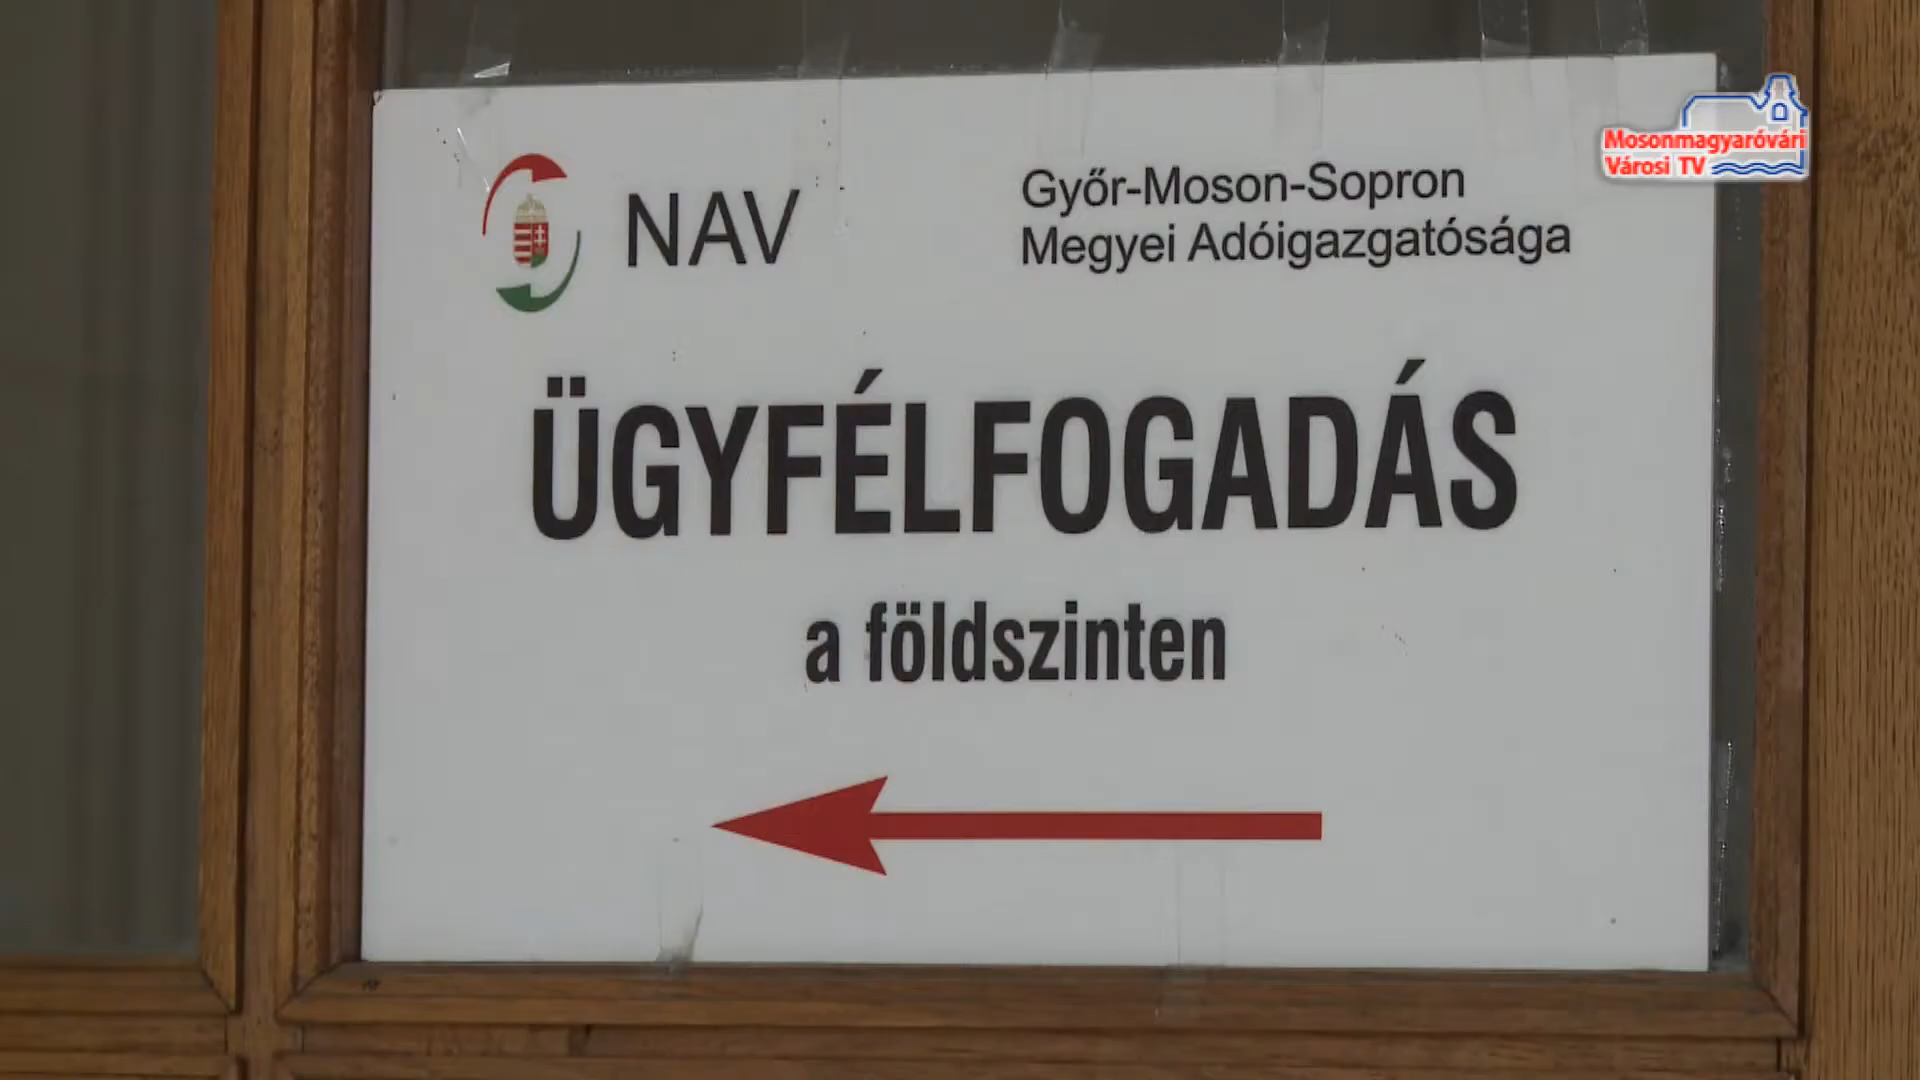 NAV
Győr-Moson-Sopron
Megyei Adóigazgatósága
ÜGYFÉLFOGADÁS
a földszinten
Mosonmagyaróvári
Városi TV